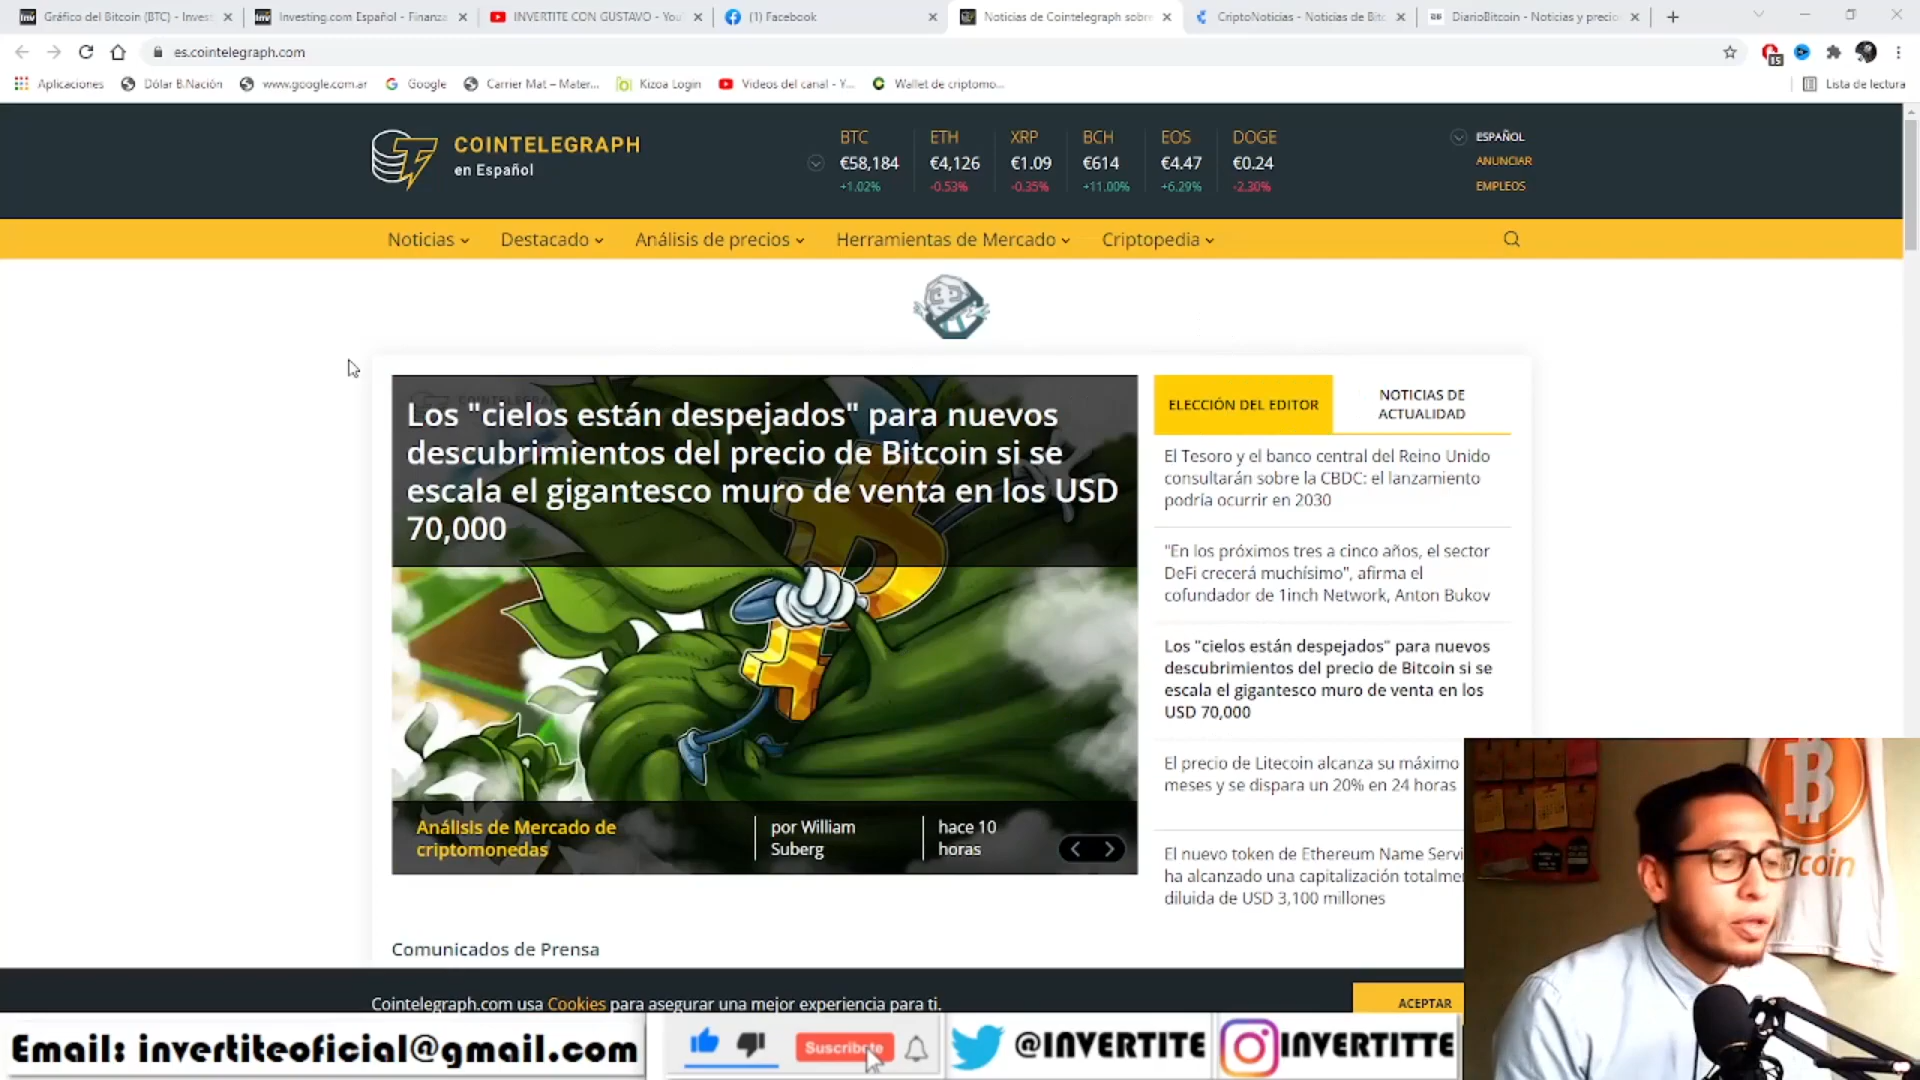 Gráfico del Bitcoin (BTC) - Invest
Investing.com Español - Finanza
INVERTITE CON GUSTAVO - You
(1) Facebook
Noticias de Cointelegraph sobre
CriptoNoticias - Noticias de Bitc
DiarioBitcoin - Noticias y precio
es.cointelegraph.com
15
Aplicaciones
Dólar B.Nación
www.google.com.ar
Google
Carrier Mat – Mater...
Kizoa Login
Videos del canal - Y...
Wallet de criptomo...
Lista de lectura
COINTELEGRAPH
en Español
BTC ETH XRP BCH EOS DOGE
€58,184 €4,126 €1.09 €614 €4.47 €0.24
+1.02% -0.53% -0.35% +11.00% +6.29% -2.30%
ESPAÑOL
ANUNCIAR
EMPLEOS
Noticias Destacado Análisis de precios Herramientas de Mercado Criptopedia
Los "cielos están despejados" para nuevos
descubrimientos del precio de Bitcoin si se
escala el gigantesco muro de venta en los USD
70,000
Análisis de Mercado de
criptomonedas
por William
Suberg
hace 10
horas
ELECCIÓN DEL EDITOR
NOTICIAS DE
ACTUALIDAD
El Tesoro y el banco central del Reino Unido
consultarán sobre la CBDC: el lanzamiento
podría ocurrir en 2030
"En los próximos tres a cinco años, el sector
DeFi crecerá muchísimo", afirma el
cofundador de 1inch Network, Anton Bukov
Los "cielos están despejados" para nuevos
descubrimientos del precio de Bitcoin si se
escala el gigantesco muro de venta en los
USD 70,000
El precio de Litecoin alcanza su máximo
meses y se dispara un 20% en 24 horas
El nuevo token de Ethereum Name Servi
ha alcanzado una capitalización totalme
diluida de USD 3,100 millones
Comunicados de Prensa
Cointelegraph.com usa Cookies para asegurar una mejor experiencia para ti.
ACEPTAR
coin
Email: invertiteoficial@gmail.com
Suscribete
@INVERTITE
INVERTITTE